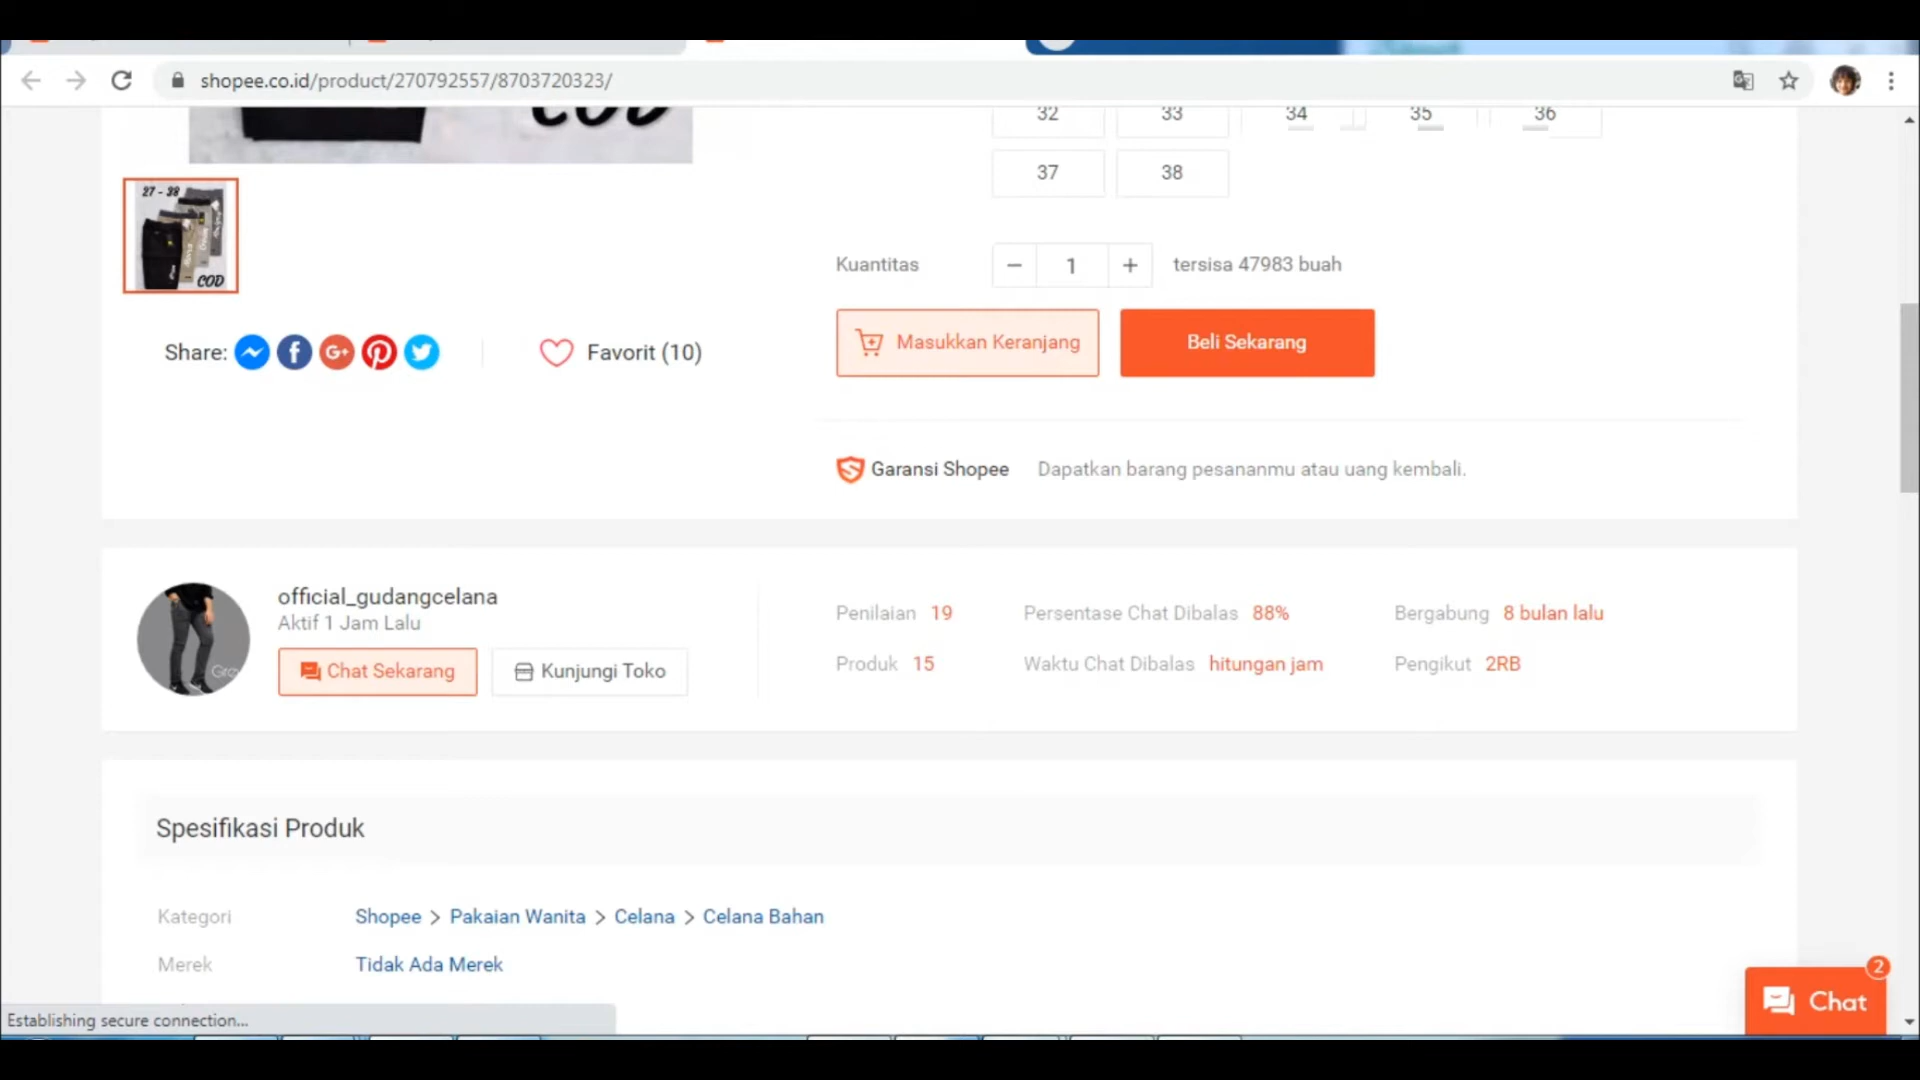 shopee.co.id/product/270792557/8703720323/
COD
32 33 34 35 36
37 38
27 - 38
COD
Kuantitas − 1 + tersisa 47983 buah
Masukkan Keranjang Beli Sekarang
Share: Favorit (10)
Garansi Shopee Dapatkan barang pesananmu atau uang kembali.
official_gudangcelana
Aktif 1 Jam Lalu
Chat Sekarang Kunjungi Toko
Penilaian 19 Persentase Chat Dibalas 88% Bergabung 8 bulan lalu
Produk 15 Waktu Chat Dibalas hitungan jam Pengikut 2RB
Spesifikasi Produk
Kategori Shopee > Pakaian Wanita > Celana > Celana Bahan
Merek Tidak Ada Merek
2
Chat
Establishing secure connection...